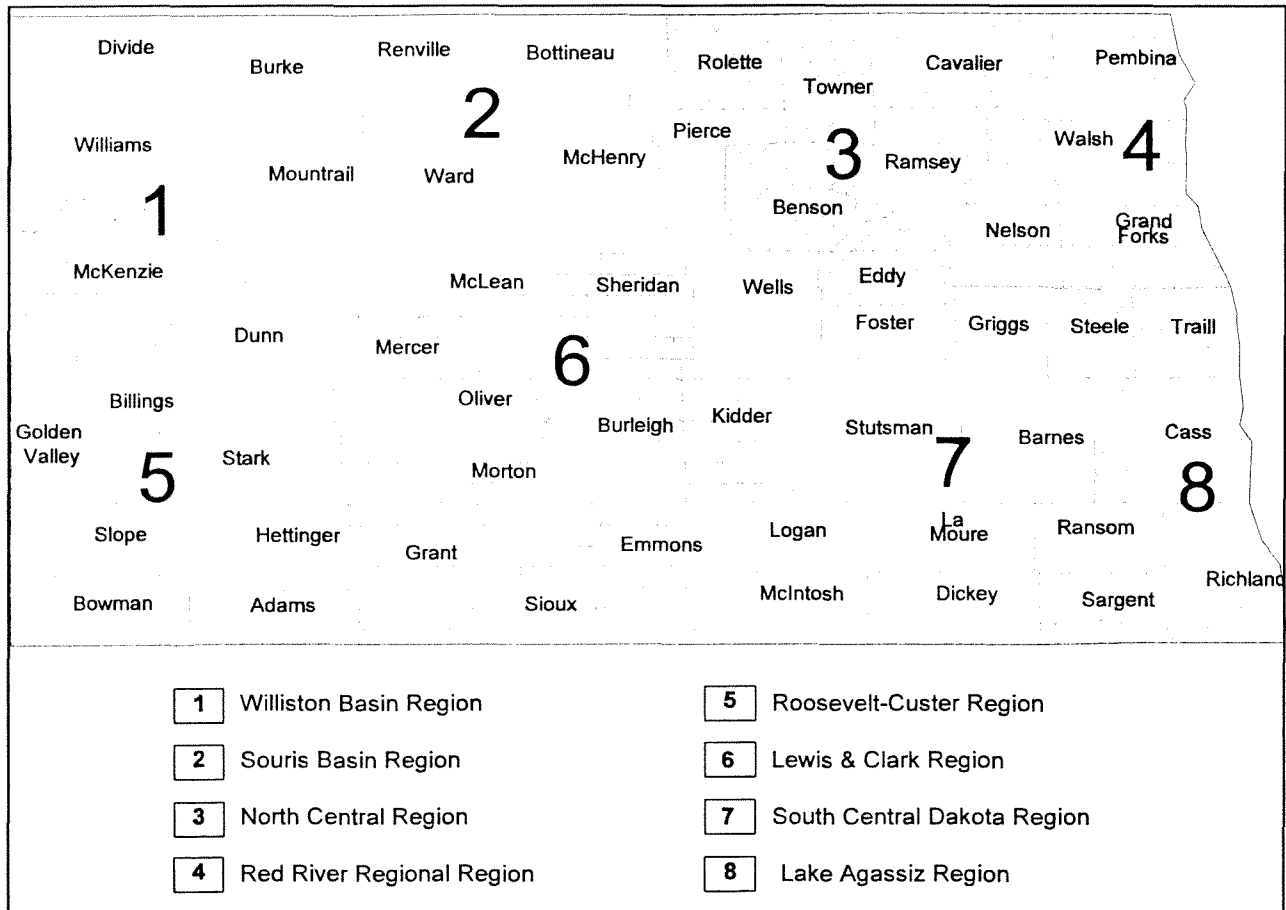 Divide
Burke
Renville
Bottineau
Rolette
Towner
Cavalier
Pembina
Williams
2
Pierce
3
Walsh
4
Mountrail
Ward
McHenry
Ramsey
1
Benson
Nelson
Grand
Forks
McKenzie
McLean
Sheridan
Wells
Eddy
Dunn
Mercer
6
Foster
Griggs
Steele
Traill
Billings
Oliver
Burleigh
Kidder
Stutsman
Barnes
Cass
Golden
Valley
5
Stark
Morton
7
8
Slope
Hettinger
Grant
Emmons
Logan
La
Moure
Ransom
Bowman
Adams
Sioux
McIntosh
Dickey
Sargent
Richland
1 Williston Basin Region
2 Souris Basin Region
3 North Central Region
4 Red River Regional Region
5 Roosevelt-Custer Region
6 Lewis & Clark Region
7 South Central Dakota Region
8 Lake Agassiz Region